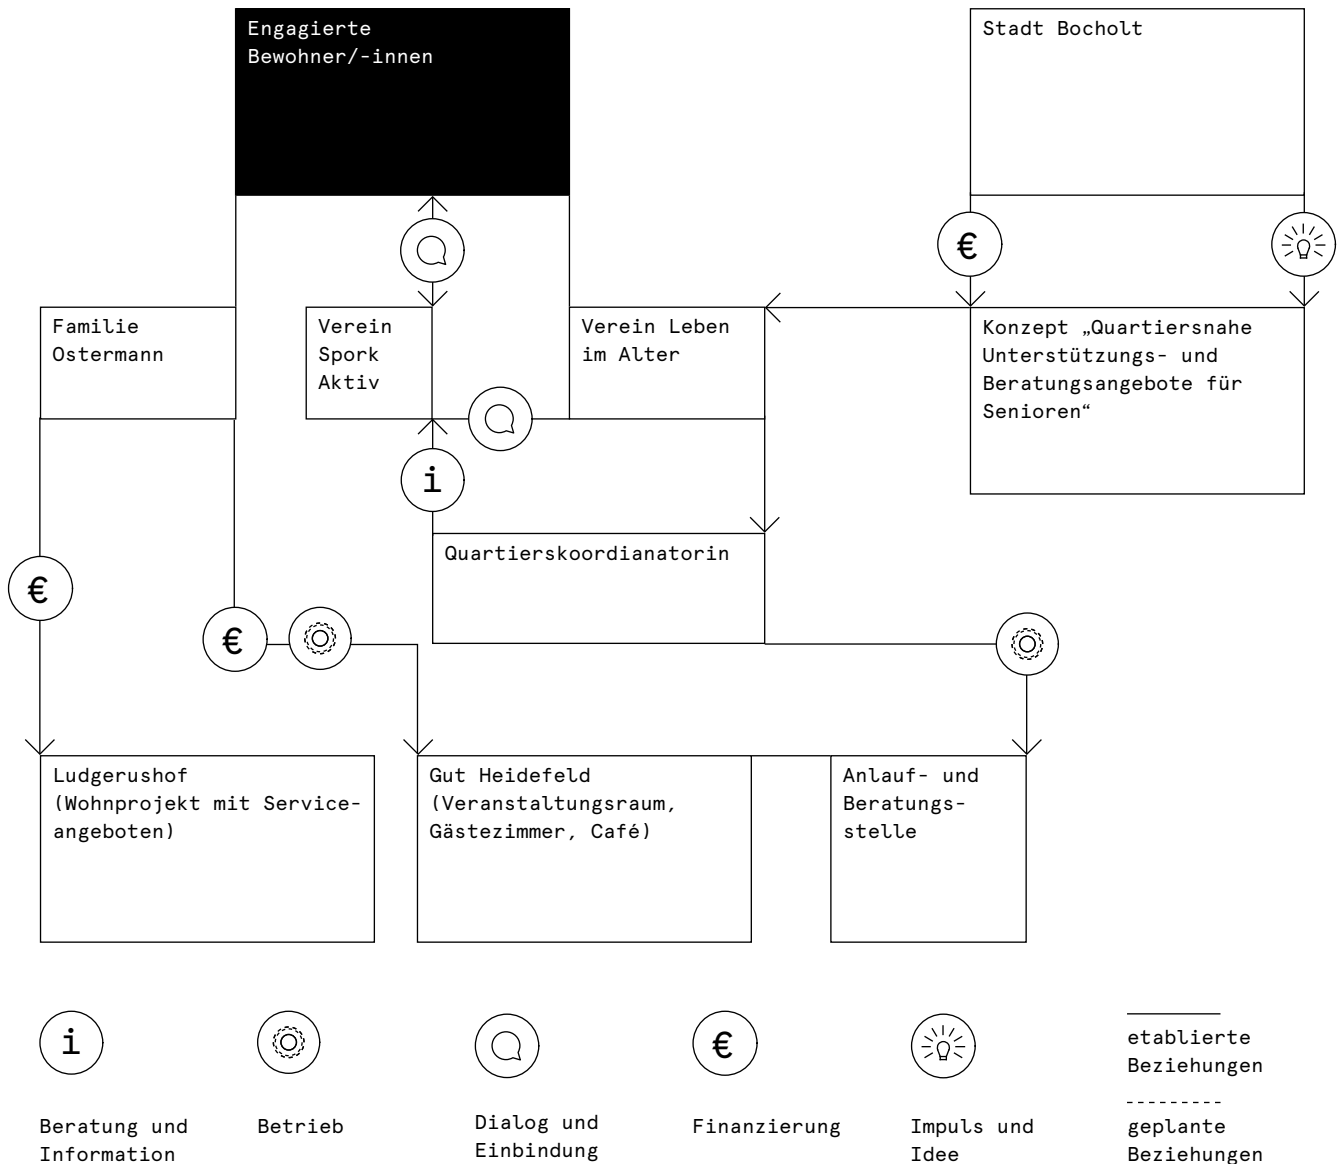 Engagierte
Bewohner/-innen
Stadt Bocholt
€
Familie
Ostermann
Verein
Spork
Aktiv
Verein Leben
im Alter
Konzept „Quartiersnahe
Unterstützungs- und
Beratungsangebote für
Senioren“
i
Quartierskoordianatorin
€
€
Ludgerushof
(Wohnprojekt mit Service-
angeboten)
Gut Heidefeld
(Veranstaltungsraum,
Gästezimmer, Café)
Anlauf- und
Beratungs-
stelle
i
Beratung und
Information
Betrieb
Dialog und
Einbindung
€
Finanzierung
Impuls und
Idee
etablierte
Beziehungen
geplante
Beziehungen